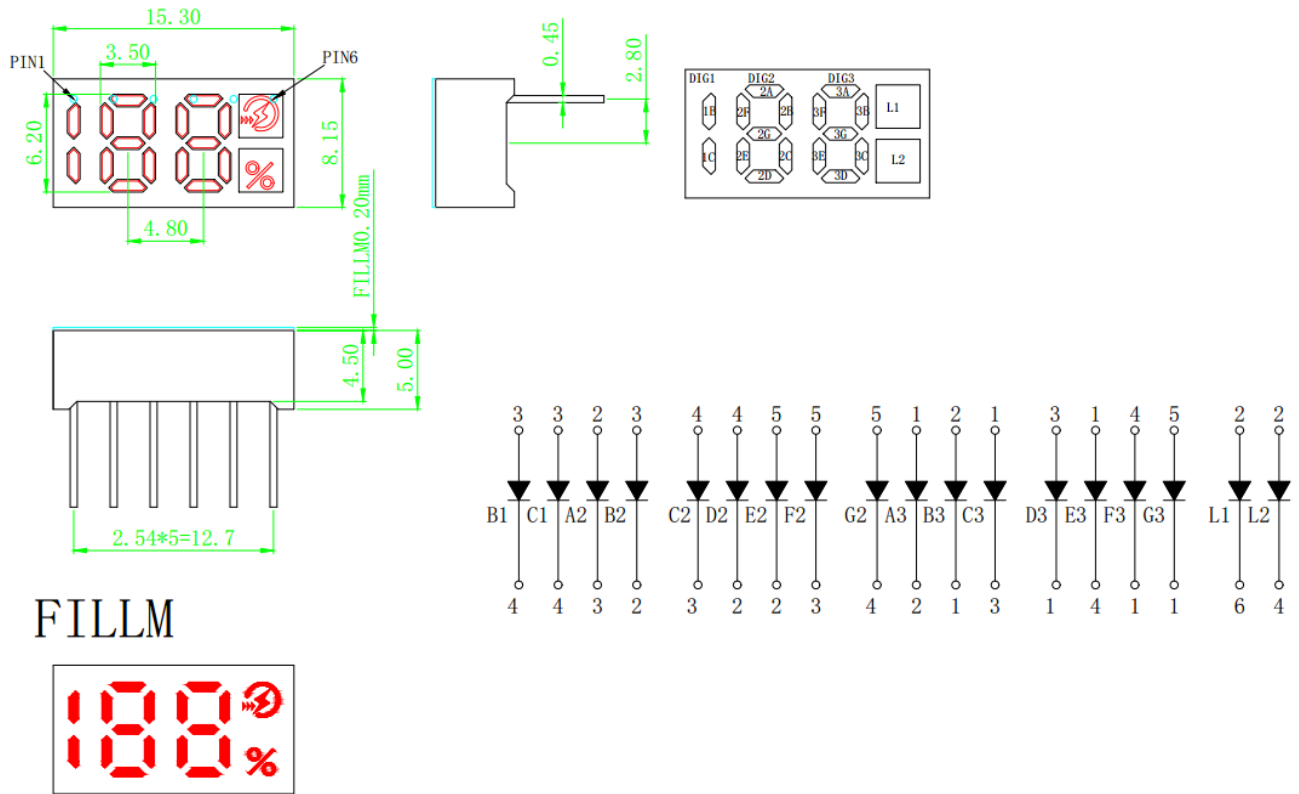 15.30
PIN1
3.50
PIN6
6.20
8.15
%
4.80
0.45
2.80
DIG1 DIG2 DIG3
2A 3A
1B 2F 2B 3F 3B L1
2G 3G
1C 2E 2C 3E 3C L2
2D 3D
FILLM0.20mm
4.50
5.00
2.54*5=12.7
3 3 2 3 4 4 5 5 5 1 2 1 3 1 4 5 2 2
B1 C1 A2 B2 C2 D2 E2 F2 G2 A3 B3 C3 D3 E3 F3 G3 L1 L2
4 4 3 2 3 2 2 3 4 2 1 3 1 4 1 1 6 4
FILLM
188
%